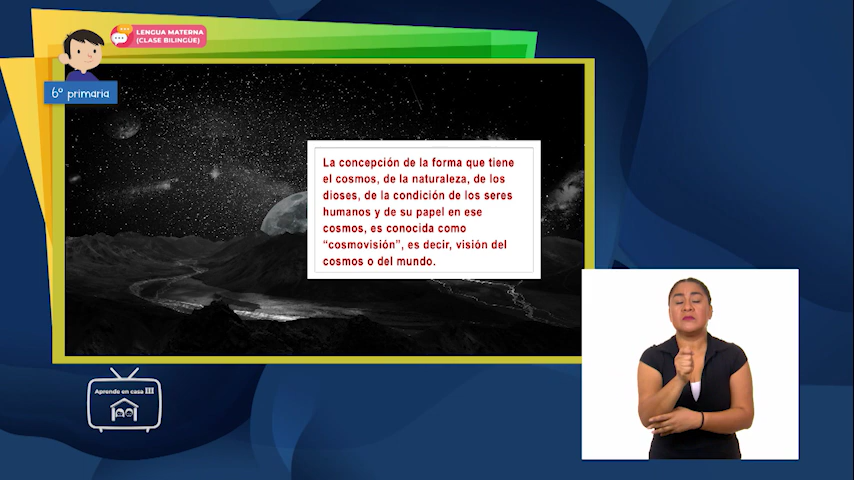 LENGUA MATERNA
(CLASE BILINGÜE)
6° primaria
La concepción de la forma que tiene
el cosmos, de la naturaleza, de los
dioses, de la condición de los seres
humanos y de su papel en ese
cosmos, es conocida como
“cosmovisión”, es decir, visión del
cosmos o del mundo.
Aprende en casa III